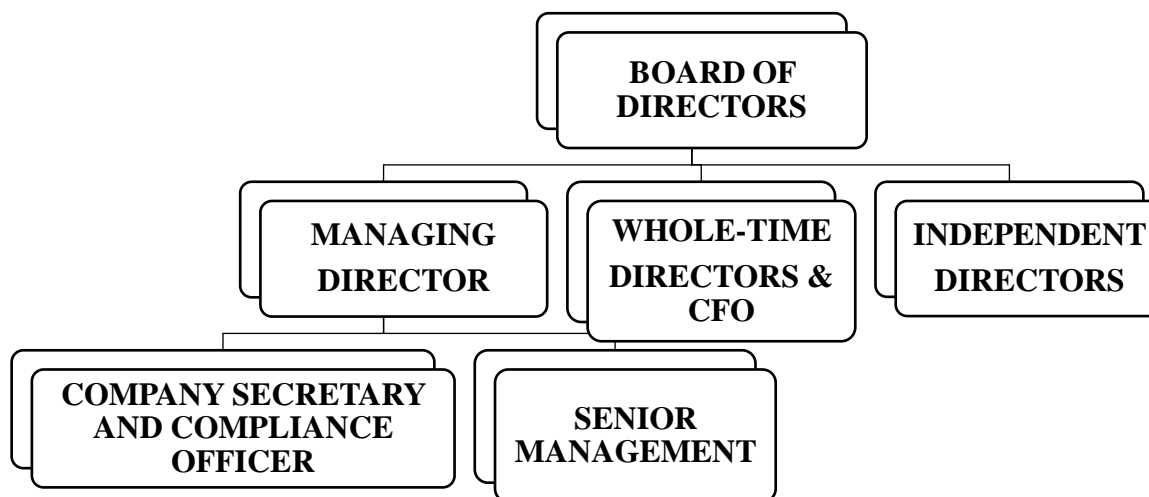 BOARD OF
DIRECTORS
MANAGING
DIRECTOR
WHOLE-TIME
DIRECTORS &
CFO
INDEPENDENT
DIRECTORS
COMPANY SECRETARY
AND COMPLIANCE
OFFICER
SENIOR
MANAGEMENT